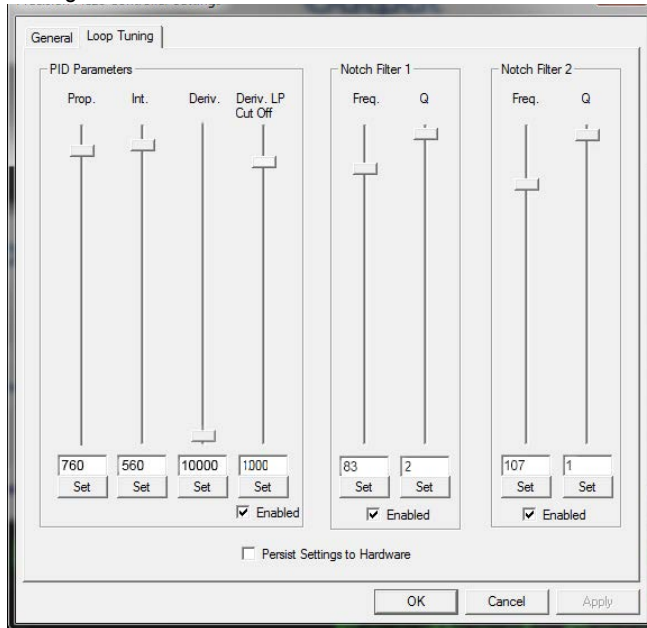 General Loop Tuning
PID Parameters Notch Filter 1 Notch Filter 2
Prop. Int. Deriv. Deriv. LP Freq. Q Freq. Q
Cut Off
760 560 10000 1000 83 2 107 1
Set Set Set Set Set Set Set Set
Enabled Enabled Enabled
Persist Settings to Hardware
OK Cancel Apply